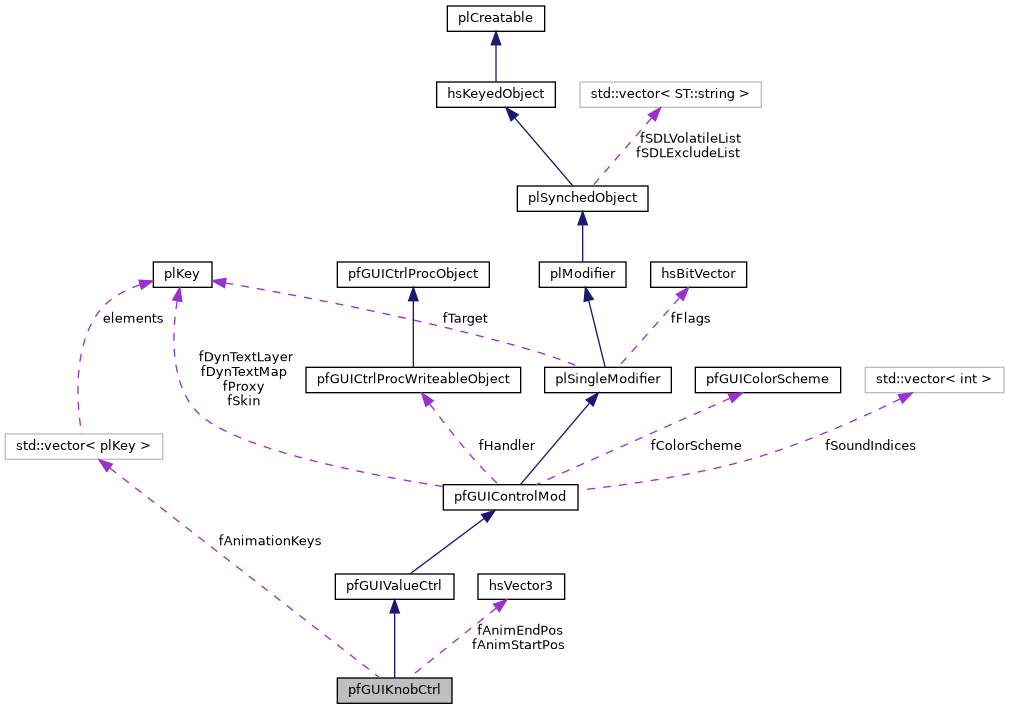 plCreatable
hsKeyedObject
std::vector< ST::string >
fSDLVolatileList
fSDLExcludeList
plSynchedObject
plKey
pfGUICtrlProcObject
plModifier
hsBitVector
elements
fTarget
fFlags
fDynTextLayer
fDynTextMap
fProxy
fSkin
pfGUICtrlProcWriteableObject
plSingleModifier
pfGUIColorScheme
std::vector< int >
std::vector< plKey >
fHandler
fColorScheme
fSoundIndices
pfGUIControlMod
fAnimationKeys
pfGUIValueCtrl
hsVector3
fAnimEndPos
fAnimStartPos
pfGUIKnobCtrl